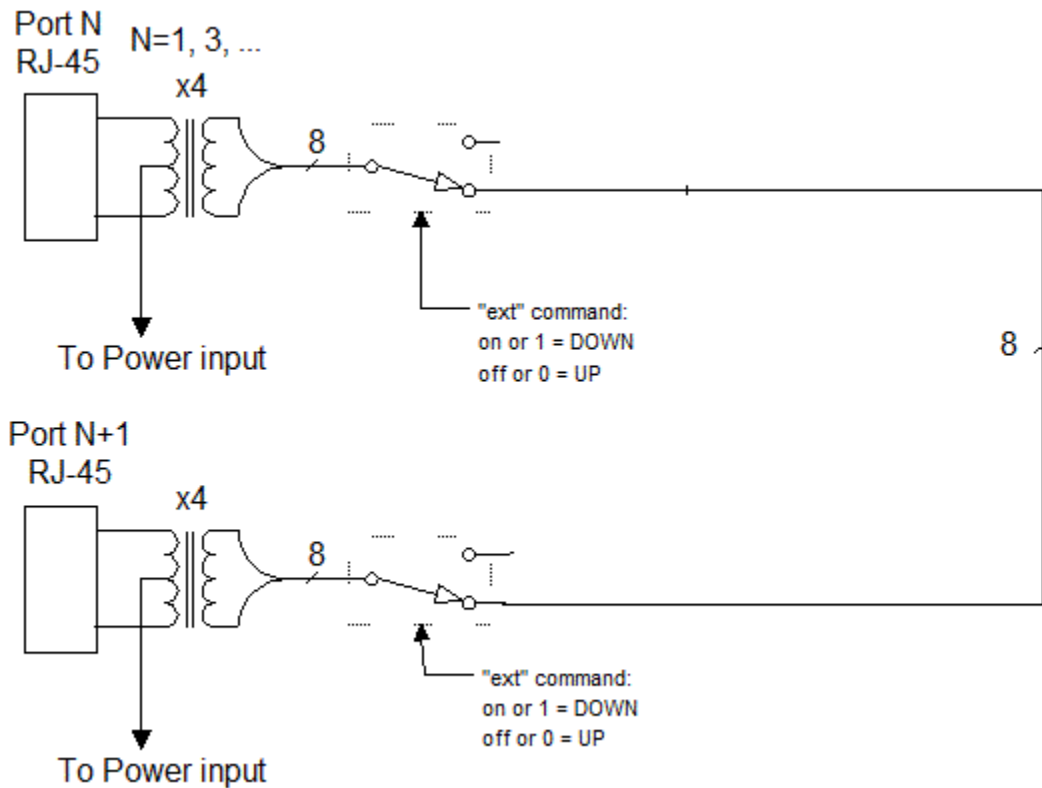 Port N
RJ-45
N=1, 3, ...
x4
8
"ext" command:
on or 1 = DOWN
off or 0 = UP
To Power input
8
Port N+1
RJ-45
x4
8
"ext" command:
on or 1 = DOWN
off or 0 = UP
To Power input